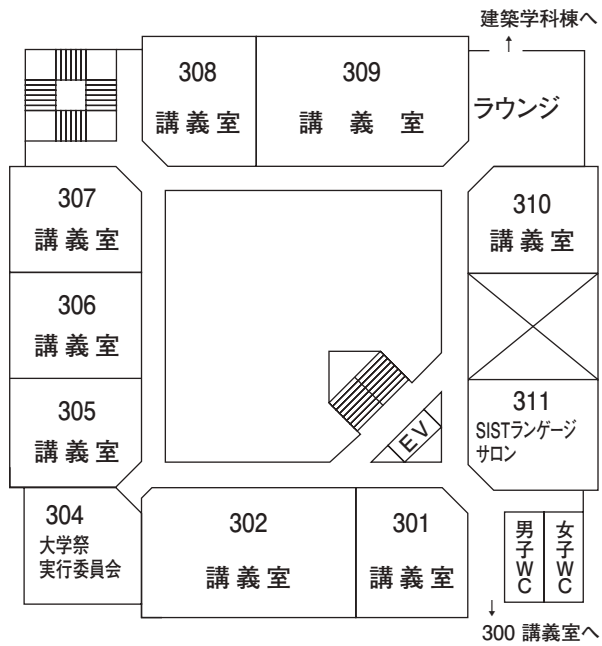 建築学科棟へ
↑
308
講義室
309
講義室
ラウンジ
307
講義室
310
講義室
306
講義室
305
講義室
311
SISTランゲージ
サロン
EV
304
大学祭
実行委員会
302
講義室
301
講義室
男子WC
女子WC
↓
300 講義室へ